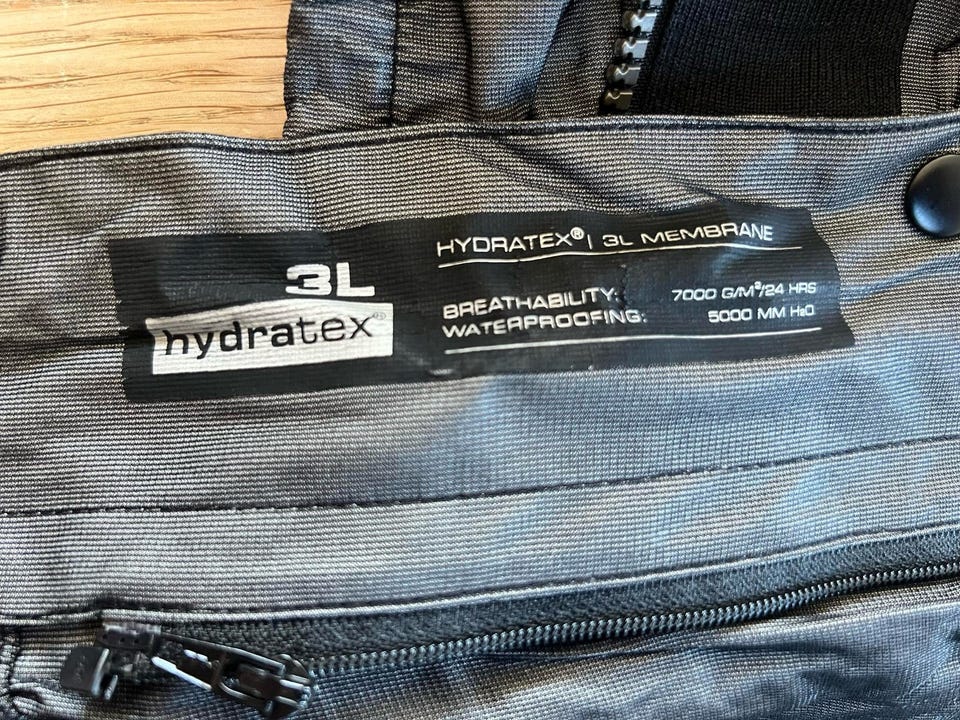 3L
hydratex®
HYDRATEX® | 3L MEMBRANE
BREATHABILITY: 7000 G/M²/24 HRS
WATERPROOFING: 5000 MM H₂O